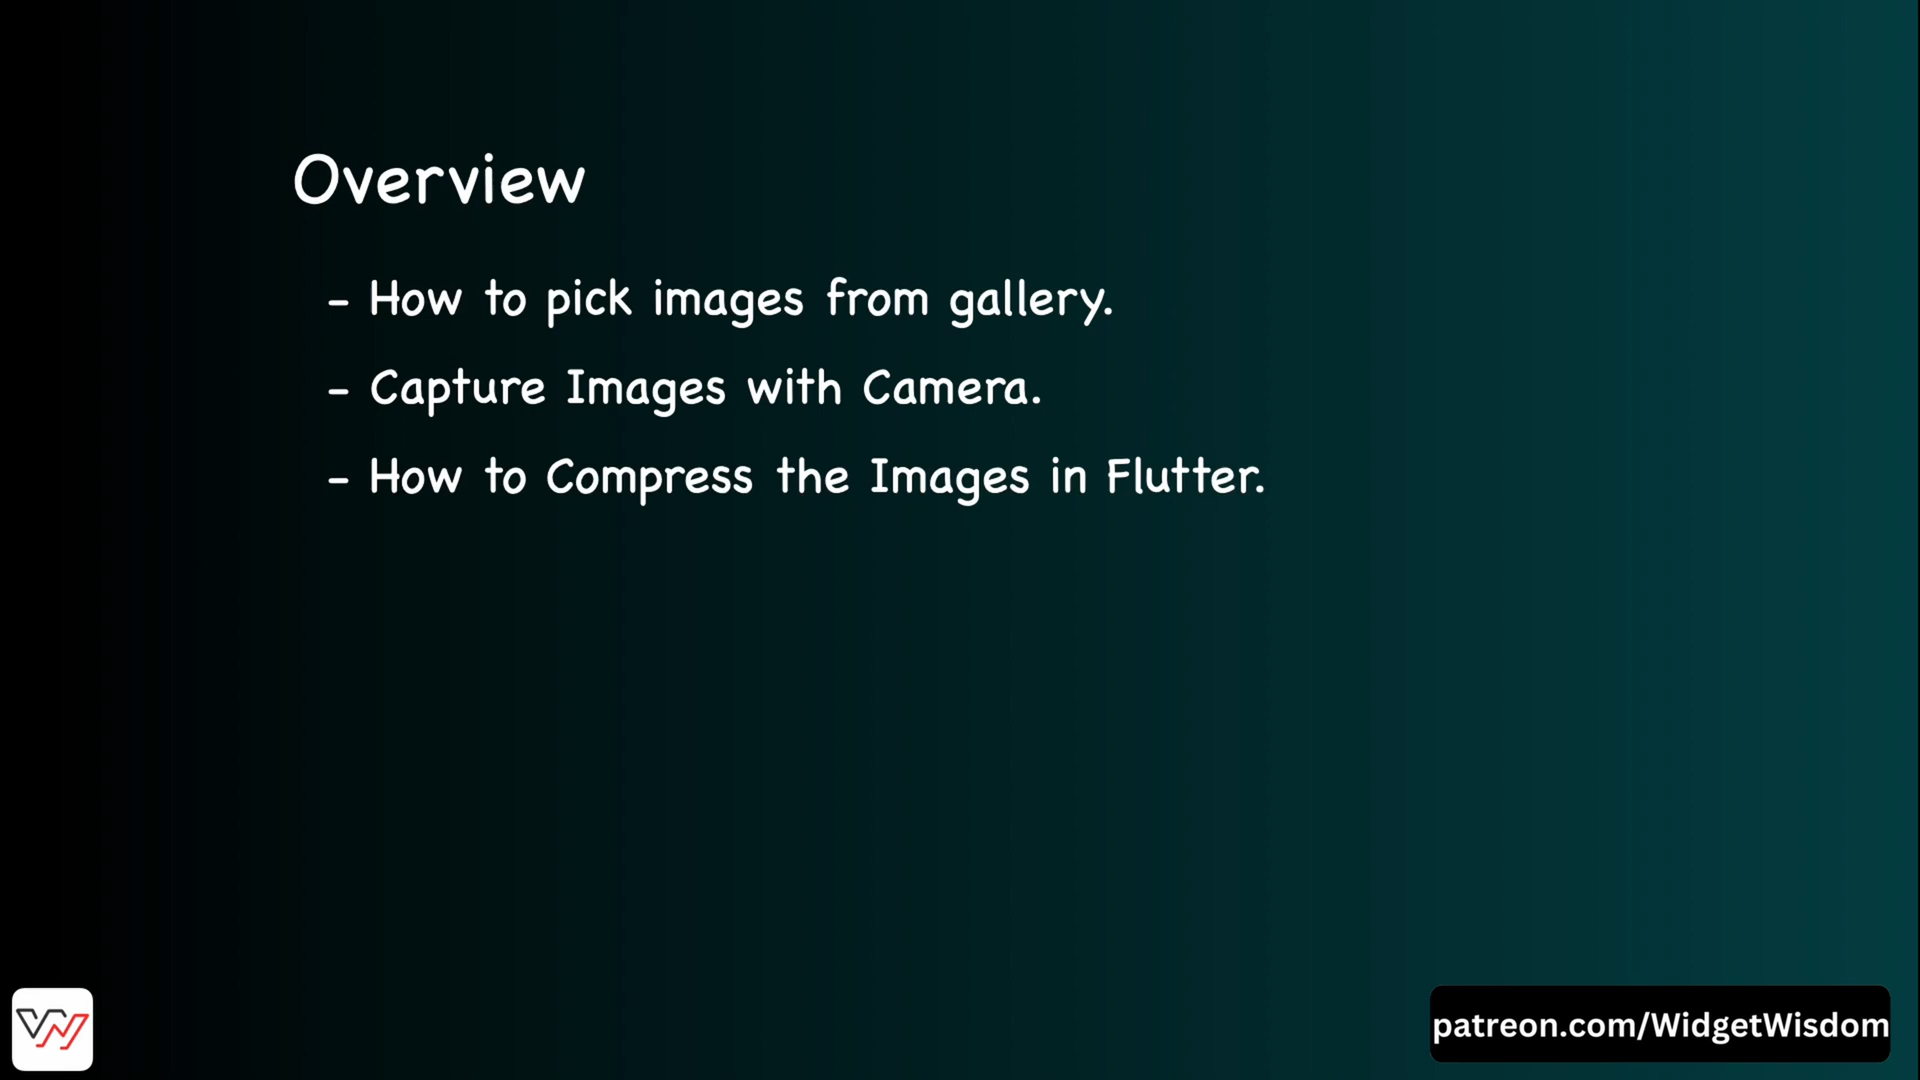 Overview
- How to pick images from gallery.
- Capture Images with Camera.
- How to Compress the Images in Flutter.
patreon.com/WidgetWisdom